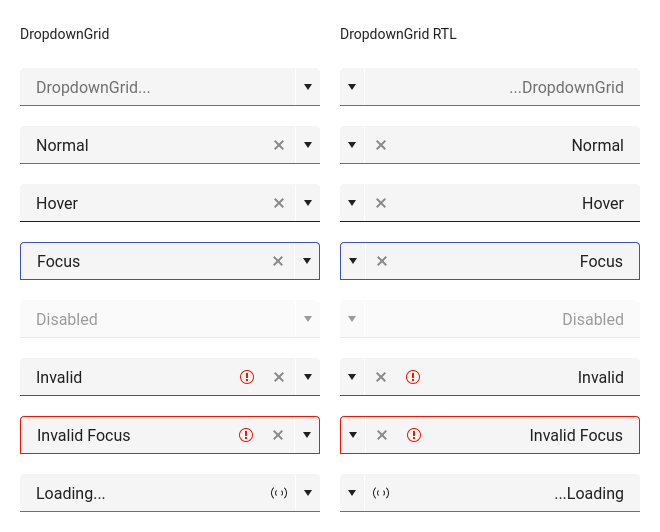 DropdownGrid DropdownGrid RTL
DropdownGrid... ...DropdownGrid
Normal Normal
Hover Hover
Focus Focus
Disabled Disabled
Invalid Invalid
Invalid Focus Invalid Focus
Loading... ...Loading